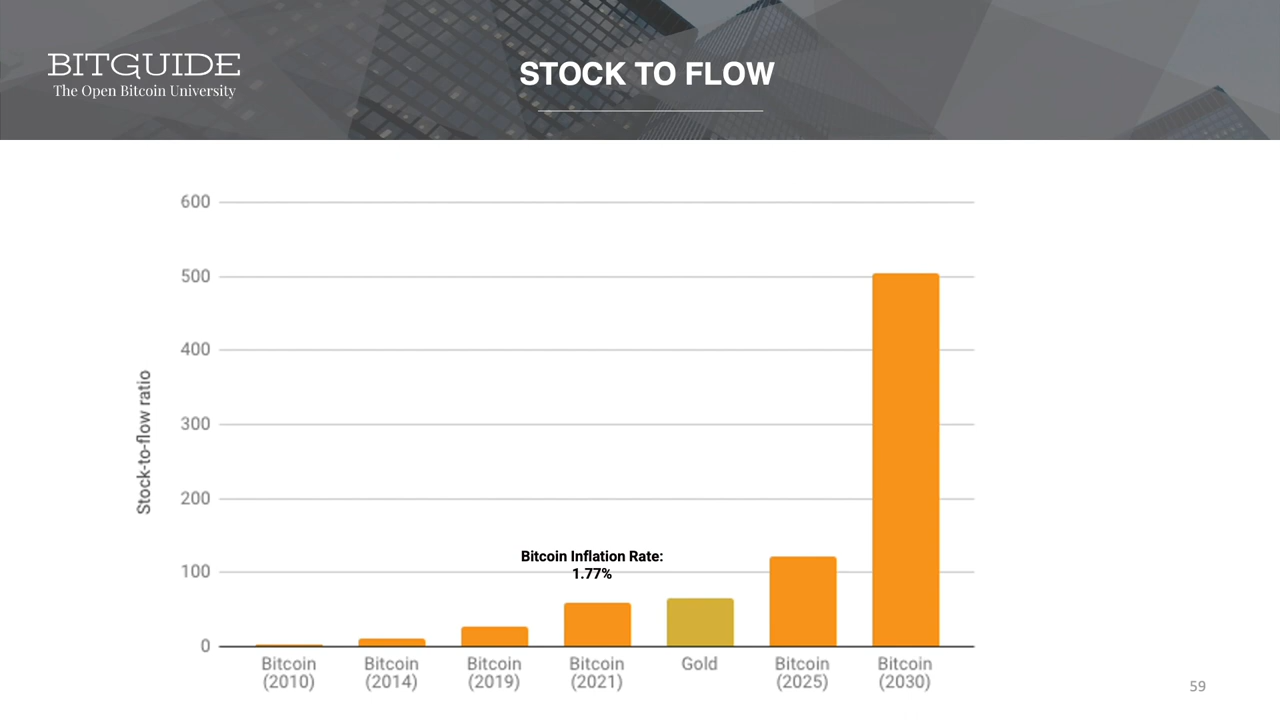 BITGUIDE
The Open Bitcoin University
STOCK TO FLOW
600
500
400
300
200
100
0
Stock-to-flow ratio
Bitcoin Inflation Rate:
1.77%
Bitcoin
(2010)
Bitcoin
(2014)
Bitcoin
(2019)
Bitcoin
(2021)
Gold
Bitcoin
(2025)
Bitcoin
(2030)
59